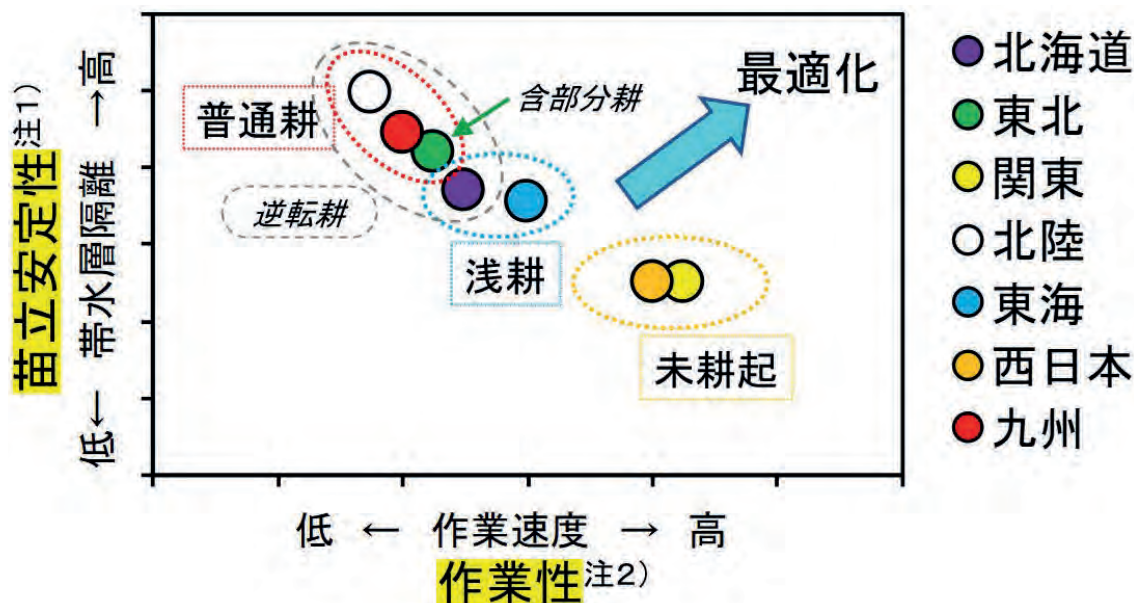 苗立安定性注1)
低← 帯水層隔離 →高
普通耕
含部分耕
最適化
逆転耕
浅耕
未耕起
北海道
東北
関東
北陸
東海
西日本
九州
低 ← 作業速度 → 高
作業性注2)